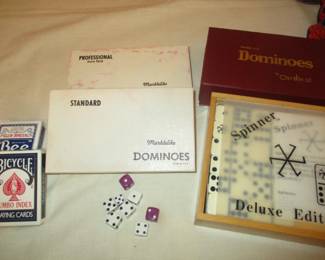 PROFESSIONAL
Marblelike
STANDARD
Marblelike
DOMINOES
Dominoes
by Cardinal
Spinner
Spinner
Deluxe Edit
Bee
BICYCLE
JUMBO INDEX
PLAYING CARDS